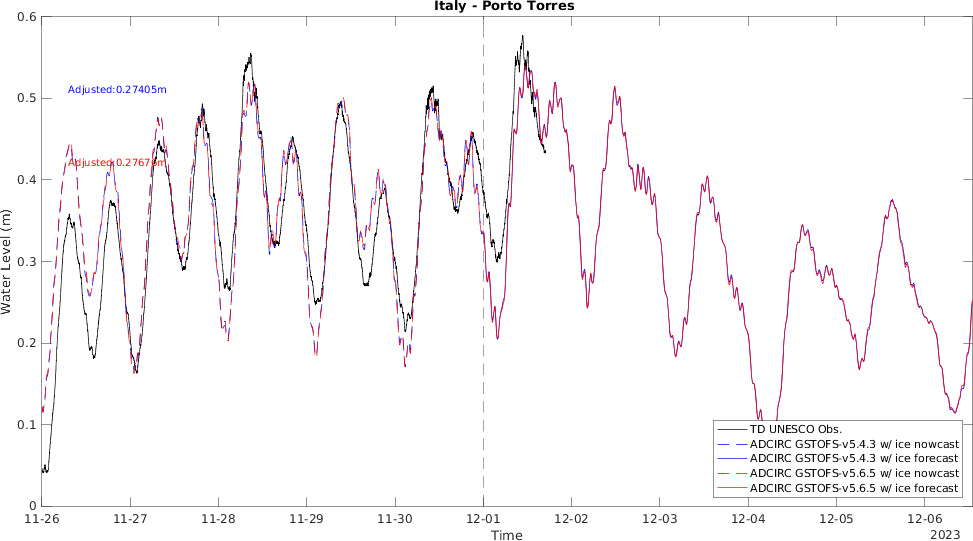 Italy - Porto Torres
Water Level (m)
0.6
0.5
0.4
0.3
0.2
0.1
0
Adjusted:0.27405m
Adjusted:0.27676m
TD UNESCO Obs.
ADCIRC GSTOFS-v5.4.3 w/ ice nowcast
ADCIRC GSTOFS-v5.4.3 w/ ice forecast
ADCIRC GSTOFS-v5.6.5 w/ ice nowcast
ADCIRC GSTOFS-v5.6.5 w/ ice forecast
11-26 11-27 11-28 11-29 11-30 12-01 12-02 12-03 12-04 12-05 12-06
Time
2023